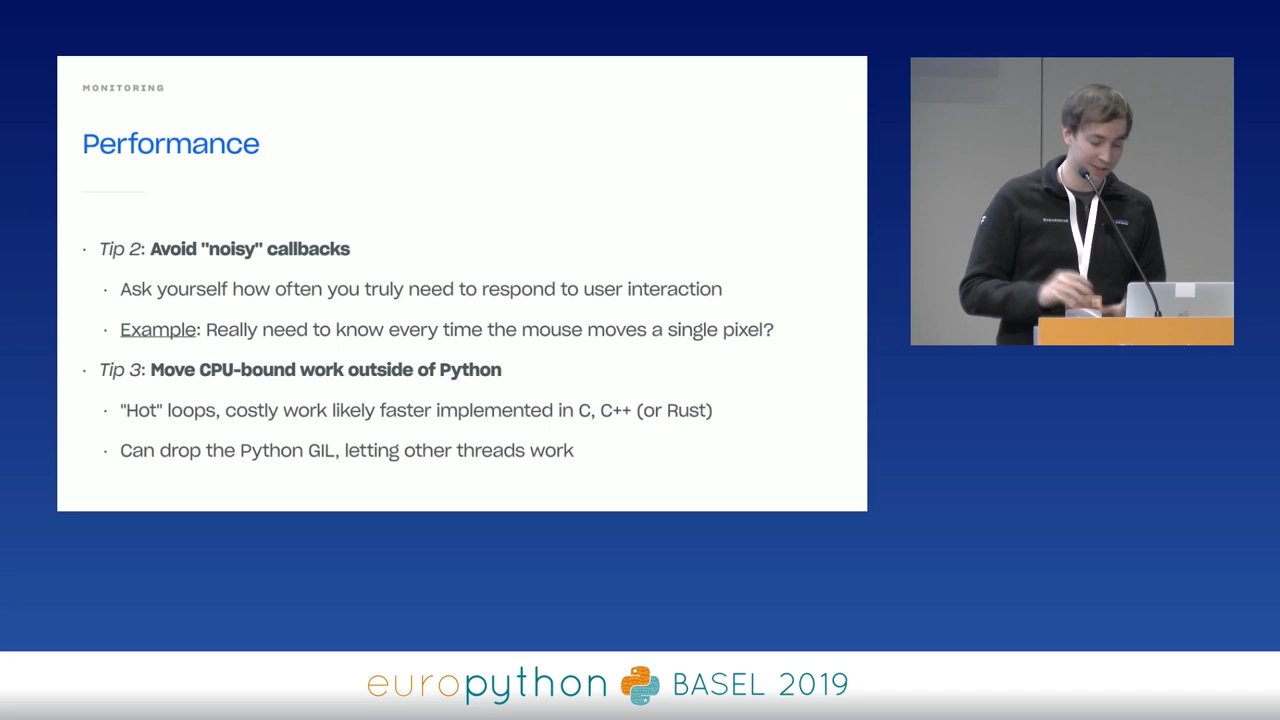 MONITORING
Performance
· Tip 2: Avoid "noisy" callbacks
· Ask yourself how often you truly need to respond to user interaction
· Example: Really need to know every time the mouse moves a single pixel?
· Tip 3: Move CPU-bound work outside of Python
· "Hot" loops, costly work likely faster implemented in C, C++ (or Rust)
· Can drop the Python GIL, letting other threads work
europython BASEL 2019